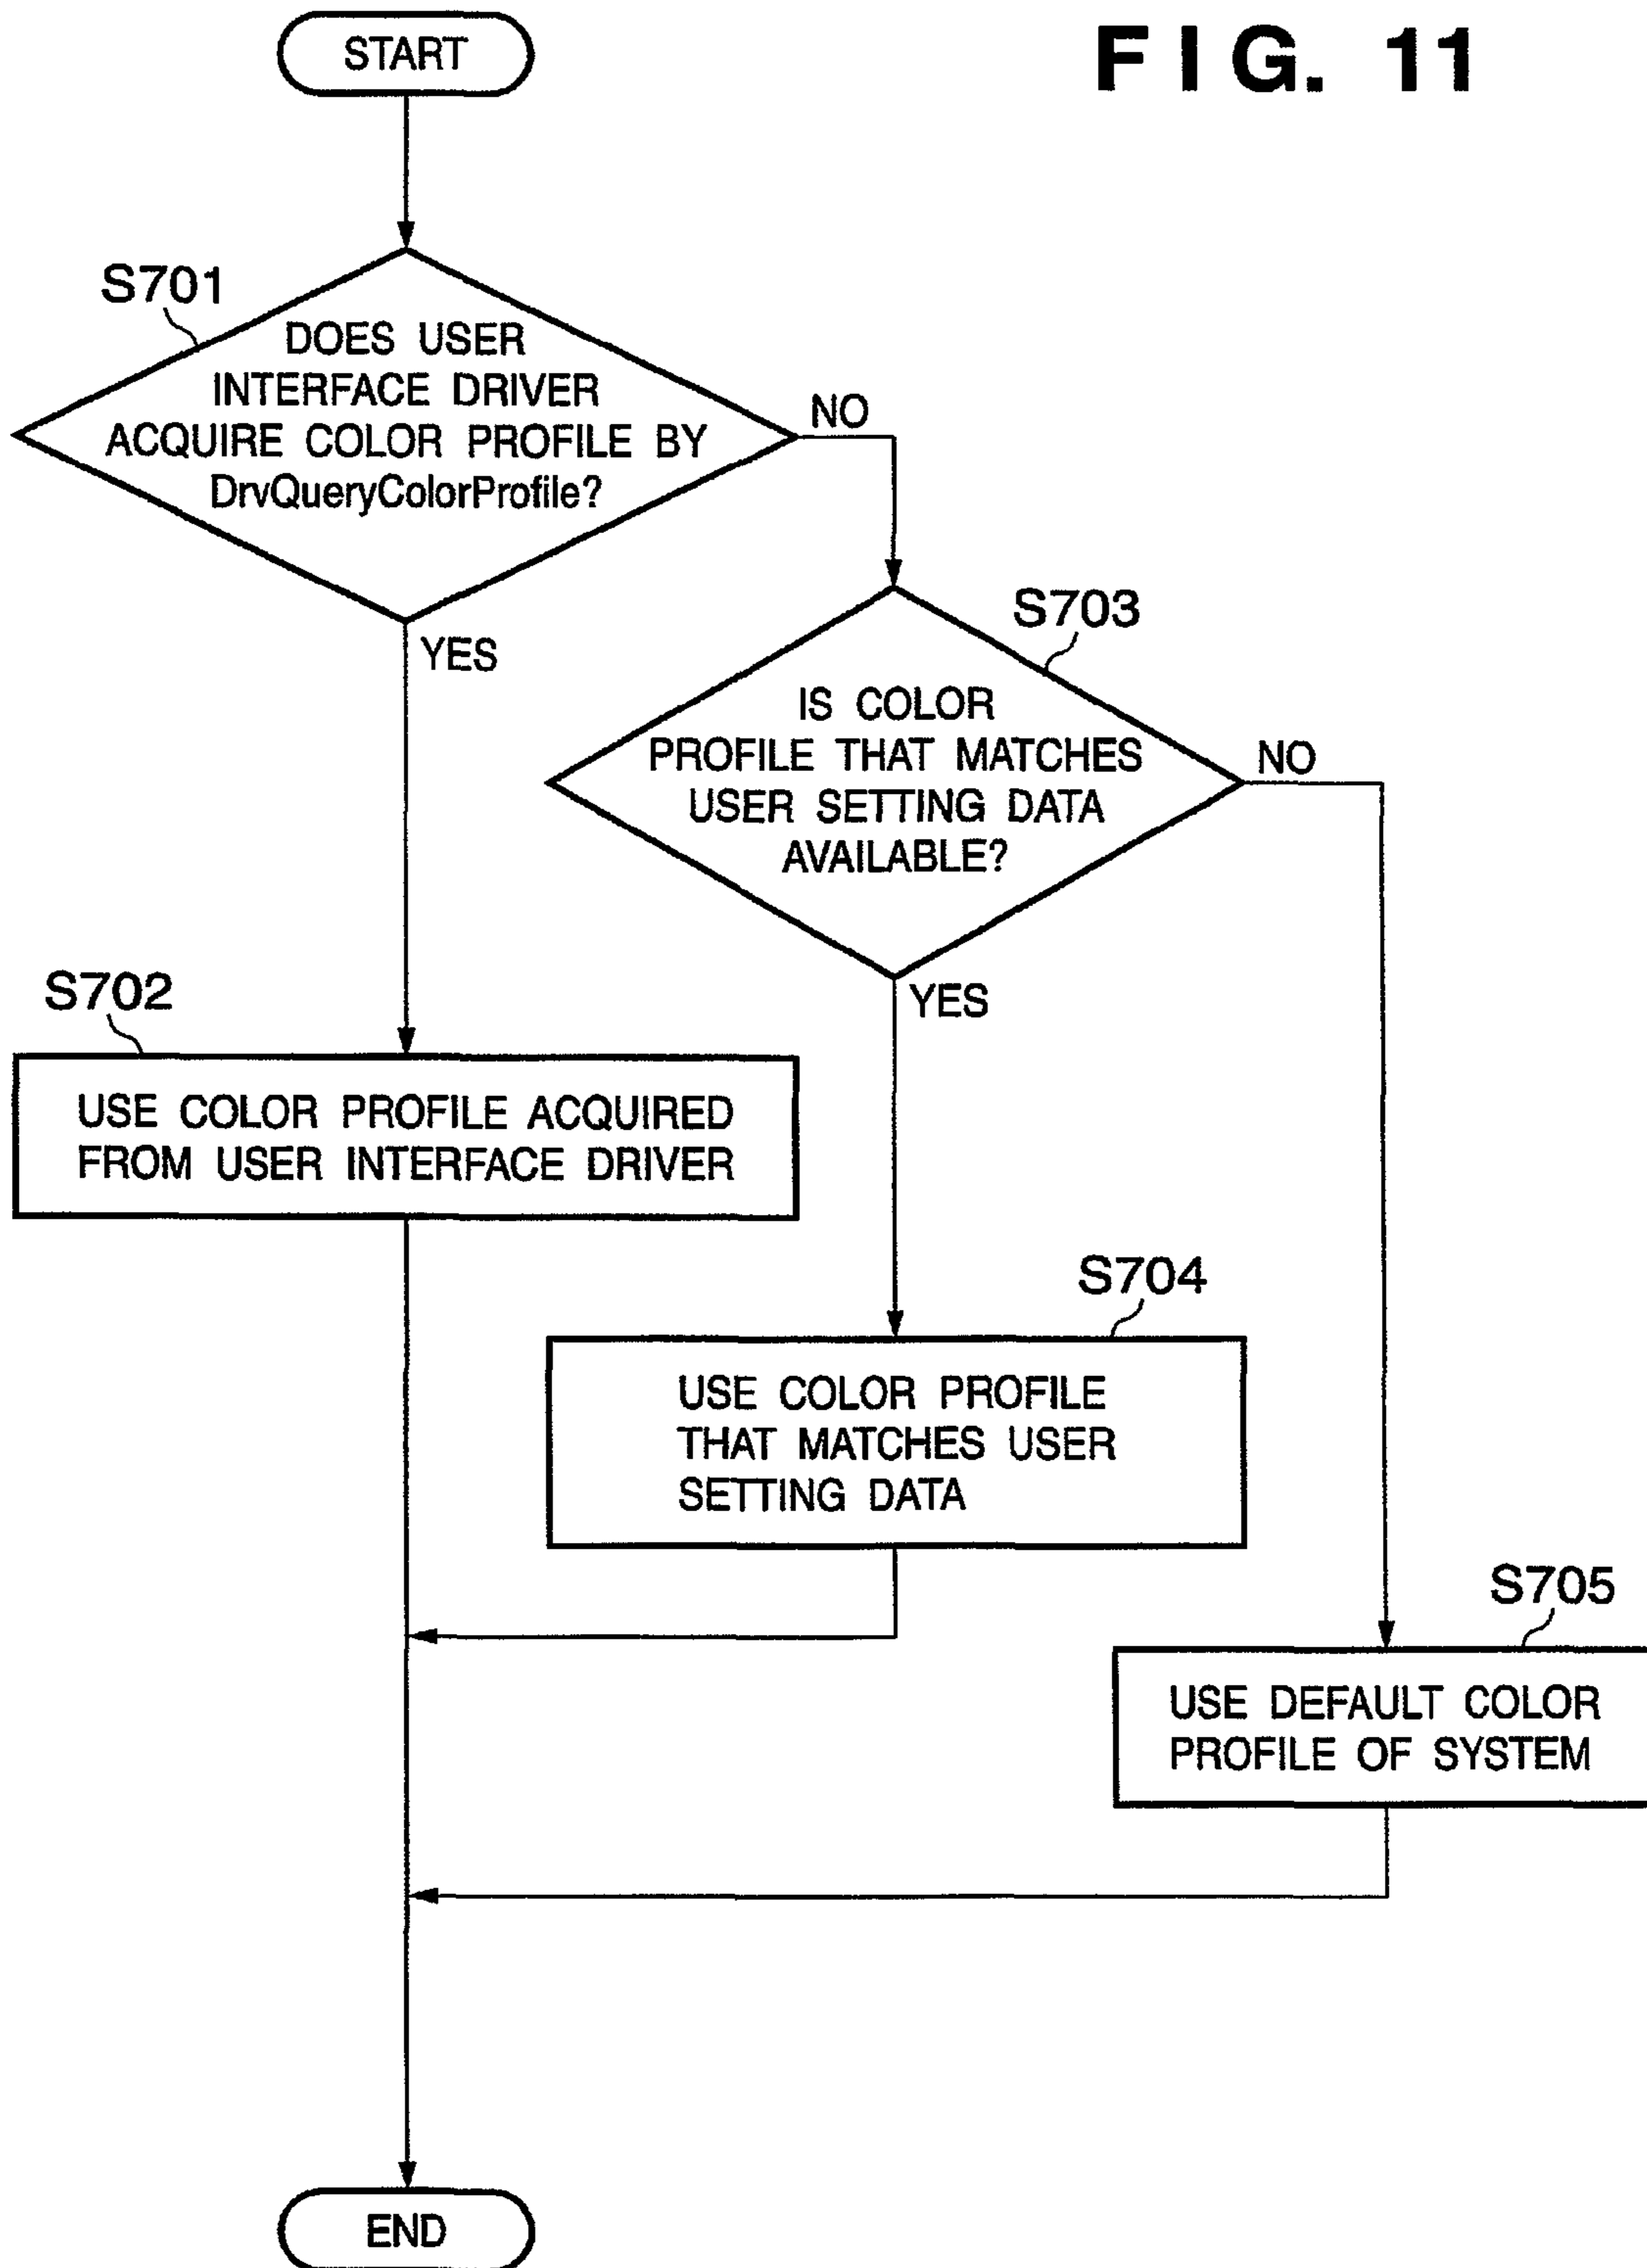 START
F I G. 11
S701
DOES USER
INTERFACE DRIVER
ACQUIRE COLOR PROFILE BY
DrvQueryColorProfile?
NO
YES
S703
IS COLOR
PROFILE THAT MATCHES
USER SETTING DATA
AVAILABLE?
NO
YES
S702
USE COLOR PROFILE ACQUIRED
FROM USER INTERFACE DRIVER
S704
USE COLOR PROFILE
THAT MATCHES USER
SETTING DATA
S705
USE DEFAULT COLOR
PROFILE OF SYSTEM
END